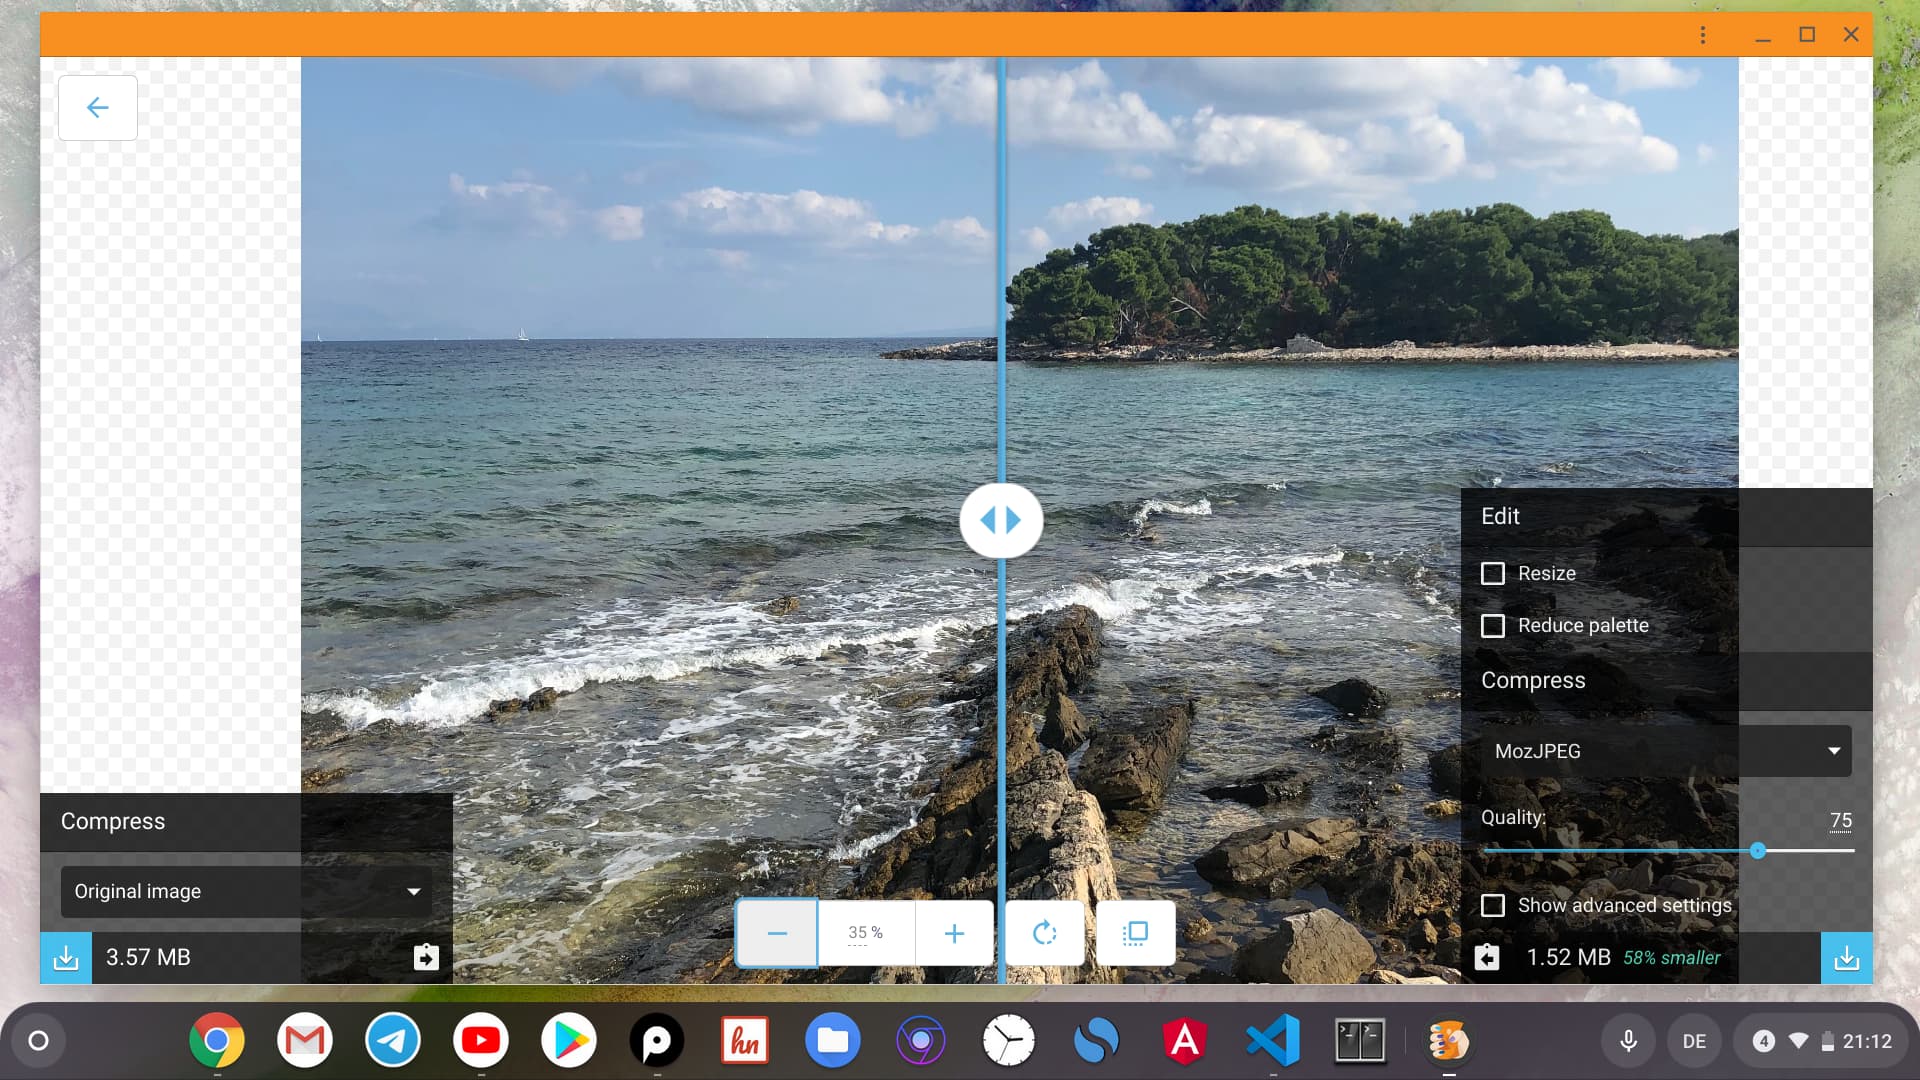 Edit
Resize
Reduce palette
Compress
MozJPEG
Quality: 75
Show advanced settings
1.52 MB 58% smaller
Compress
Original image
3.57 MB
35 %
hn
DE
4 21:12